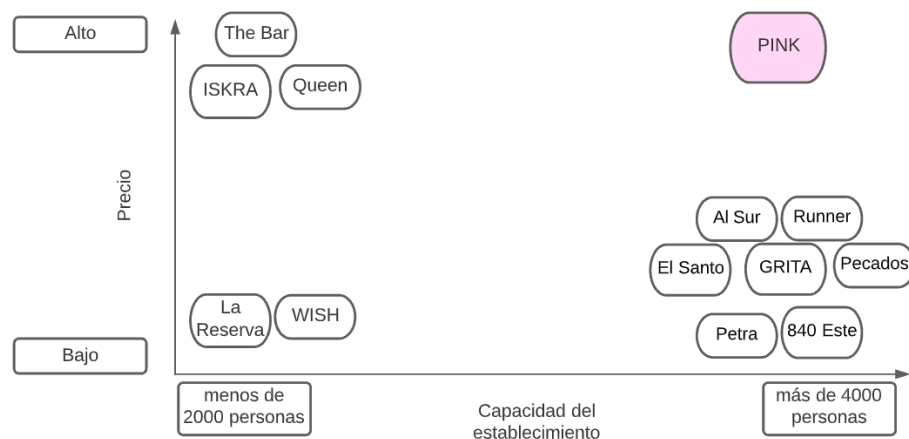 Alto
The Bar
PINK
ISKRA
Queen
Precio
Al Sur
Runner
El Santo
GRITA
Pecados
La
Reserva
WISH
Petra
840 Este
Bajo
menos de
2000 personas
Capacidad del
establecimiento
más de 4000
personas